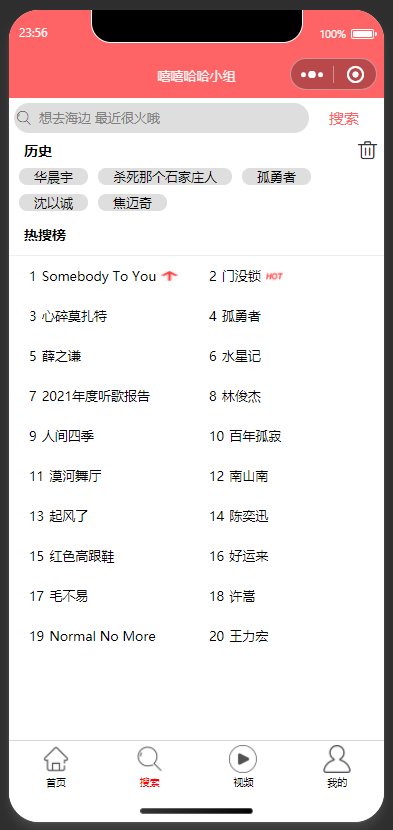 23:56 100%
嘻嘻哈哈小组
想去海边 最近很火哦 搜索
历史
华晨宇 杀死那个石家庄人 孤勇者
沈以诚 焦迈奇
热搜榜
1 Somebody To You 2 门没锁 HOT
3 心碎莫扎特 4 孤勇者
5 薛之谦 6 水星记
7 2021年度听歌报告 8 林俊杰
9 人间四季 10 百年孤寂
11 漠河舞厅 12 南山南
13 起风了 14 陈奕迅
15 红色高跟鞋 16 好运来
17 毛不易 18 许嵩
19 Normal No More 20 王力宏
首页 搜索 视频 我的